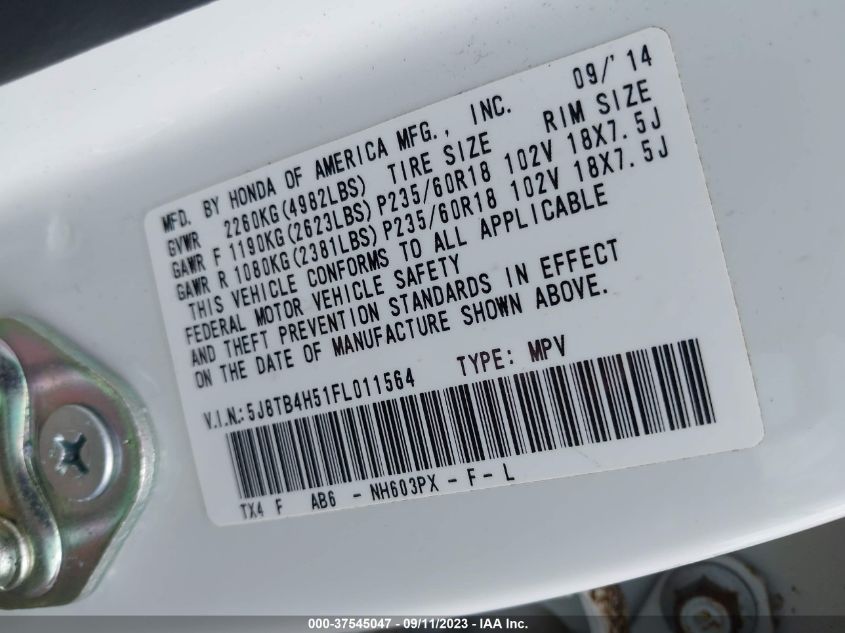 MFD. BY HONDA OF AMERICA MFG., INC. 09/'14
GVWR 2260KG(4982LBS) TIRE SIZE RIM SIZE
GAWR F 1190KG(2623LBS) P235/60R18 102V 18X7.5J
GAWR R 1080KG(2381LBS) P235/60R18 102V 18X7.5J
THIS VEHICLE CONFORMS TO ALL APPLICABLE
FEDERAL MOTOR VEHICLE SAFETY
AND THEFT PREVENTION STANDARDS IN EFFECT
ON THE DATE OF MANUFACTURE SHOWN ABOVE.
V.I.N.: 5J8TB4H51FL011564 TYPE: MPV
TX4 F AB6 - NH603PX - F - L
000-37545047 - 09/11/2023 - IAA Inc.